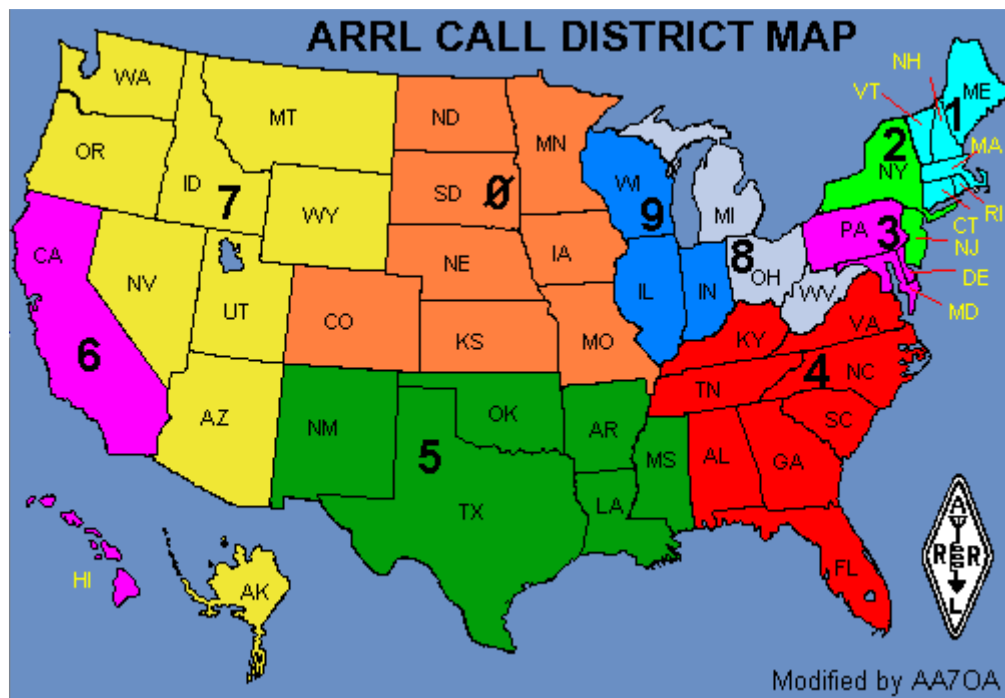 ARRL CALL DISTRICT MAP
NH
WA
VT
ME
MT
ND
MN
1
OR
2
MA
ID
7
SD
Ø
WI
NY
WY
9
MI
RI
CA
PA
3
CT
NJ
NV
NE
IA
8
OH
DE
UT
IL
IN
WV
MD
CO
KS
MO
KY
VA
6
TN
4
NC
AZ
NM
OK
AR
SC
5
MS
AL
GA
TX
LA
HI
AK
FL
A
R R
L
Modified by AA7OA